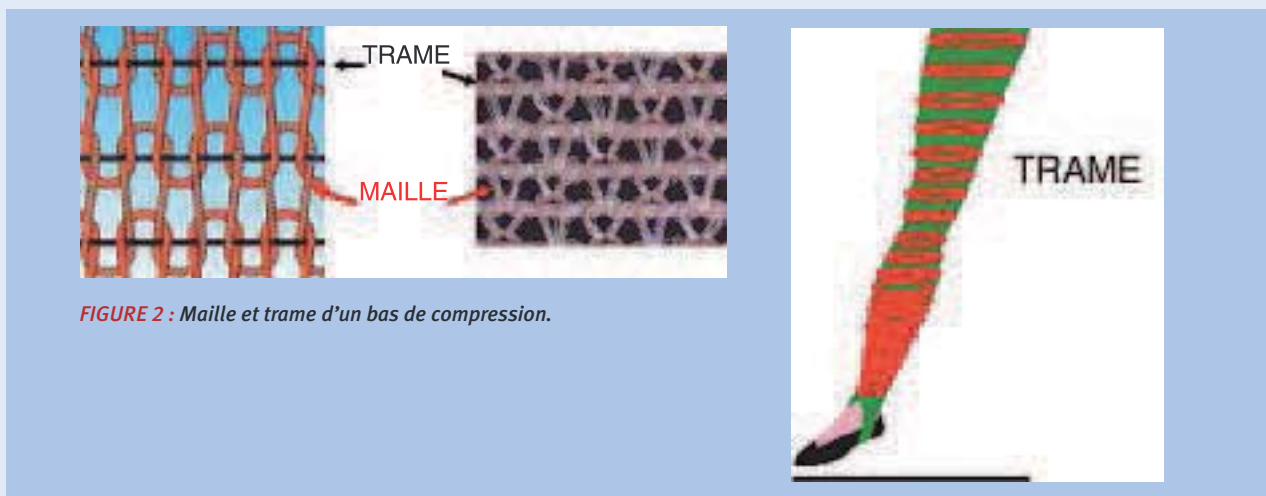 TRAME
MAILLE
TRAME
FIGURE 2 : Maille et trame d'un bas de compression.